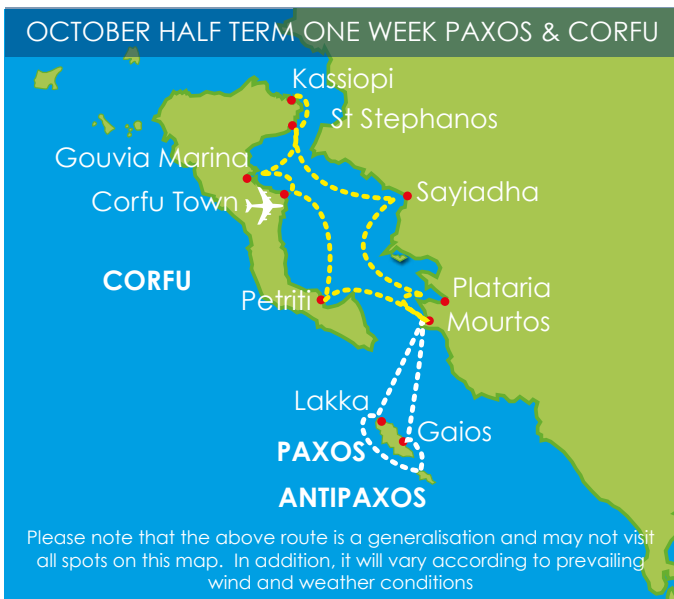 OCTOBER HALF TERM ONE WEEK PAXOS & CORFU
Kassiopi
St Stephanos
Gouvia Marina
Sayiadha
Corfu Town
CORFU
Petriti
Plataria
Mourtos
Lakka
Gaios
PAXOS
ANTIPAXOS
Please note that the above route is a generalisation and may not visit
all spots on this map.  In addition, it will vary according to prevailing
wind and weather conditions